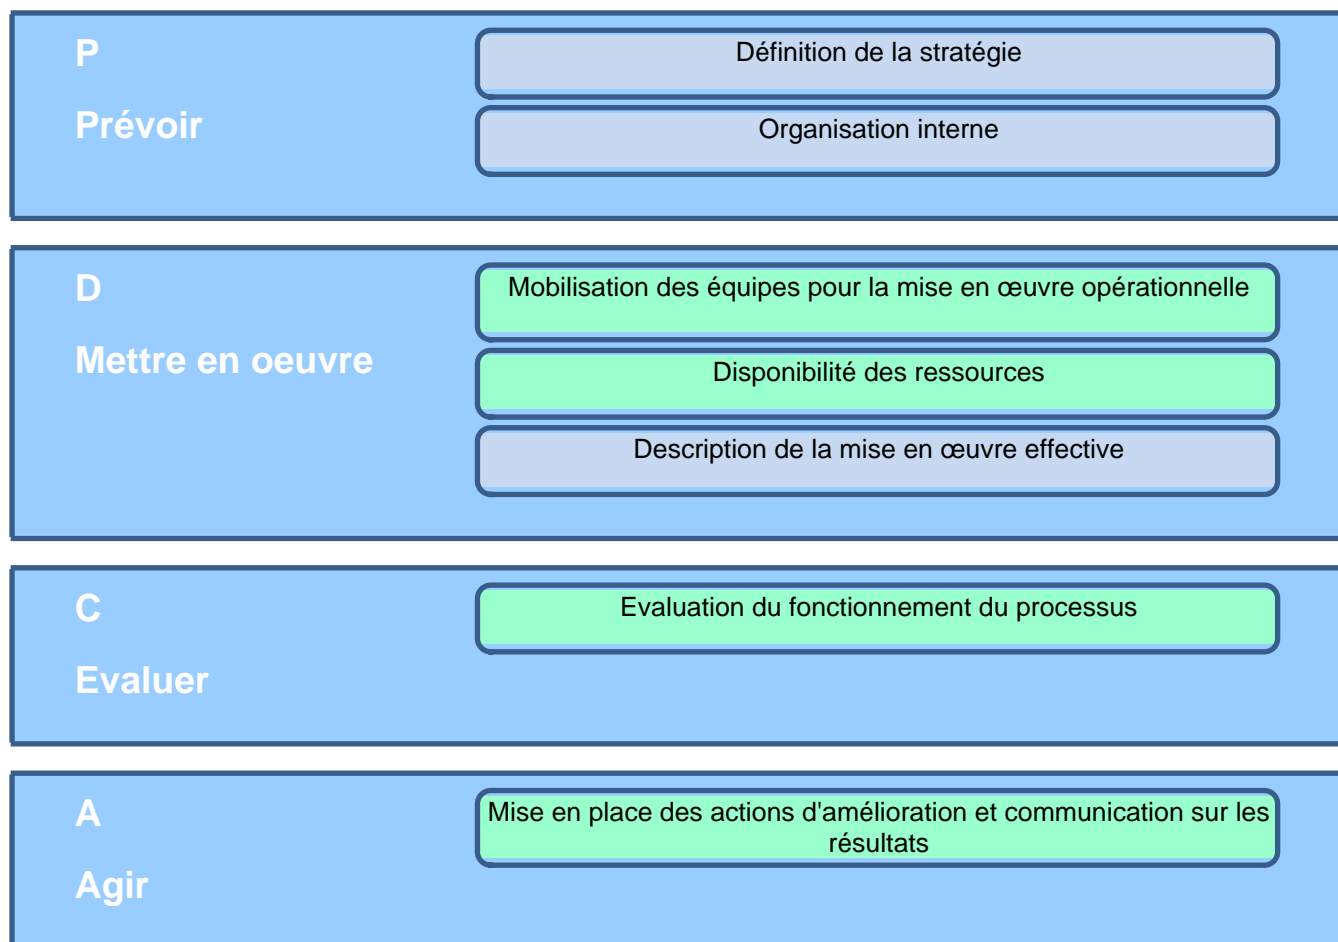 P
Prévoir
Définition de la stratégie
Organisation interne
D
Mettre en oeuvre
Mobilisation des équipes pour la mise en œuvre opérationnelle
Disponibilité des ressources
Description de la mise en œuvre effective
C
Evaluer
Evaluation du fonctionnement du processus
A
Agir
Mise en place des actions d'amélioration et communication sur les
résultats